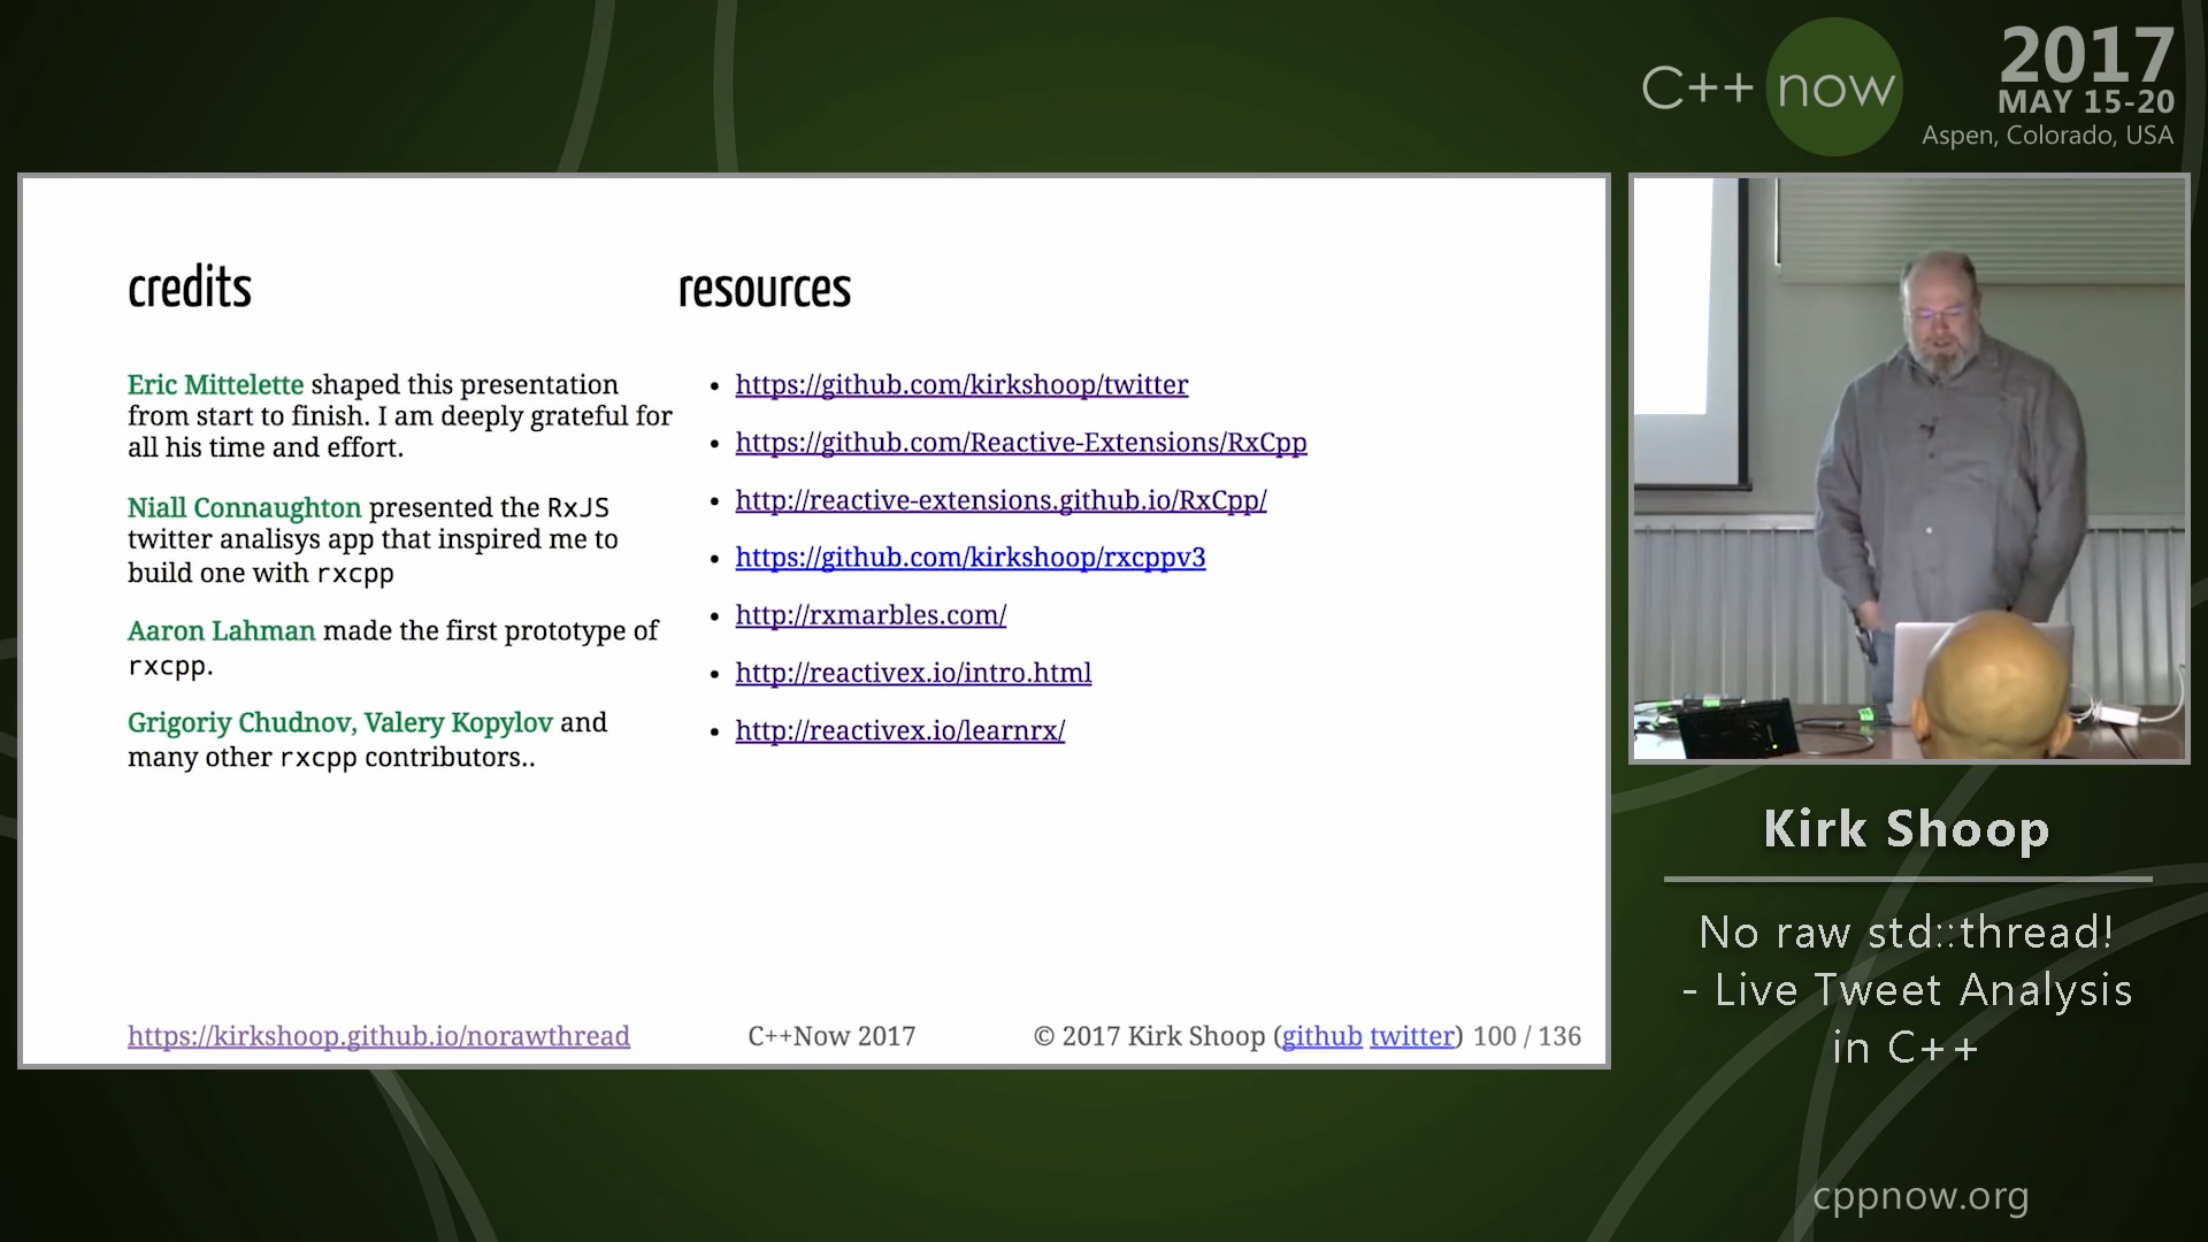 C++ now
2017
MAY 15-20
Aspen, Colorado, USA
credits
Eric Mittelette shaped this presentation
from start to finish. I am deeply grateful for
all his time and effort.
Niall Connaughton presented the RxJS
twitter analisys app that inspired me to
build one with rxcpp
Aaron Lahman made the first prototype of
rxcpp.
Grigoriy Chudnov, Valery Kopylov and
many other rxcpp contributors..
resources
• https://github.com/kirkshoop/twitter
• https://github.com/Reactive-Extensions/RxCpp
• http://reactive-extensions.github.io/RxCpp/
• https://github.com/kirkshoop/rxcppv3
• http://rxmarbles.com/
• http://reactivex.io/intro.html
• http://reactivex.io/learnrx/
https://kirkshoop.github.io/norawthread
C++Now 2017
© 2017 Kirk Shoop (github twitter) 100 / 136
Kirk Shoop
No raw std::thread!
- Live Tweet Analysis
in C++
cppnow.org